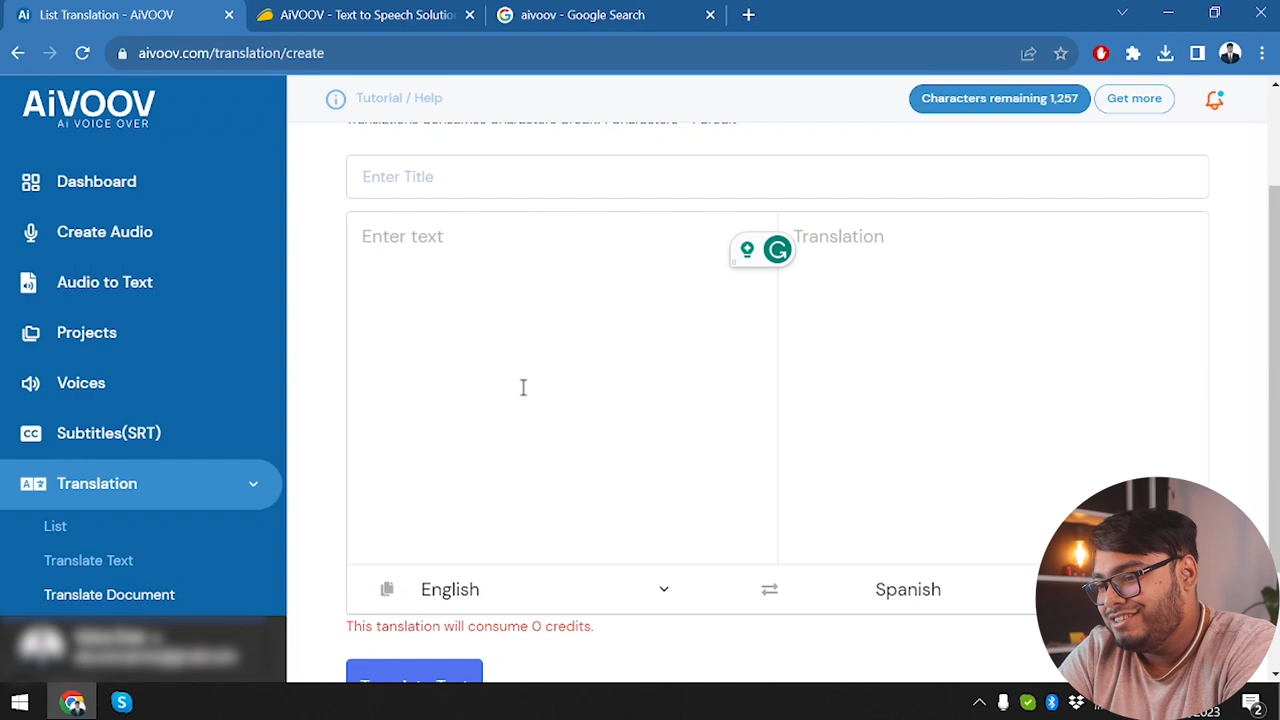 List Translation - AiVOOV
AiVOOV - Text to Speech Solutio
aivoov - Google Search
aivoov.com/translation/create
AiVOOV
Ai VOICE OVER
Tutorial / Help
Characters remaining 1,257
Get more
Dashboard
Create Audio
Audio to Text
Projects
Voices
CC Subtitles(SRT)
Translation
List
Translate Text
Translate Document
Enter Title
Enter text
Translation
English
Spanish
This tanslation will consume 0 credits.